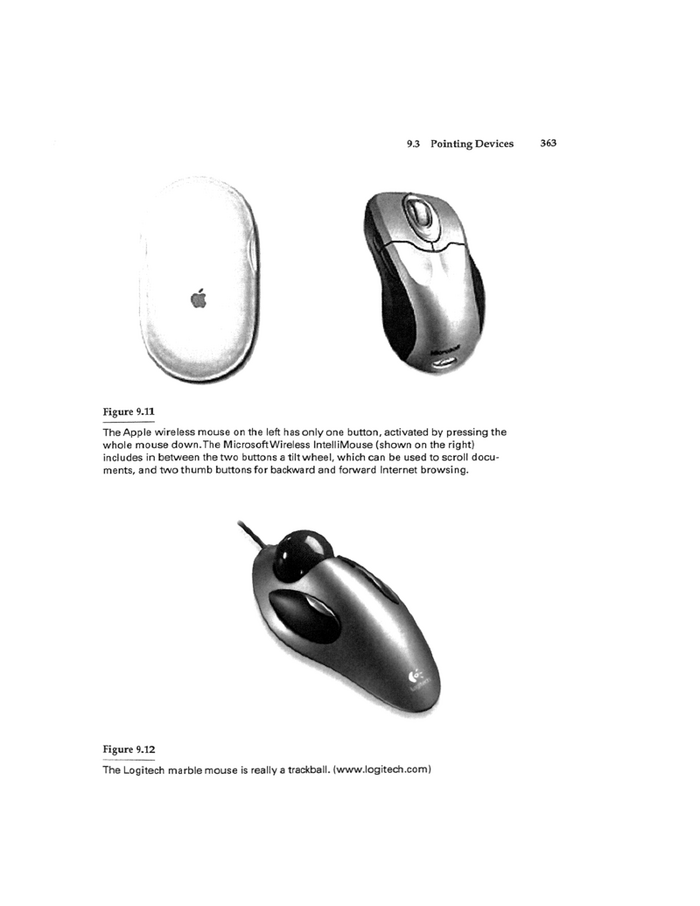 9.3 Pointing Devices 363
Microsoft
Figure 9.11
The Apple wireless mouse on the left has only one button, activated by pressing the
whole mouse down. The Microsoft Wireless IntelliMouse (shown on the right)
includes in between the two buttons a tilt wheel, which can be used to scroll docu-
ments, and two thumb buttons for backward and forward Internet browsing.
Logitech
Figure 9.12
The Logitech marble mouse is really a trackball. (www.logitech.com)